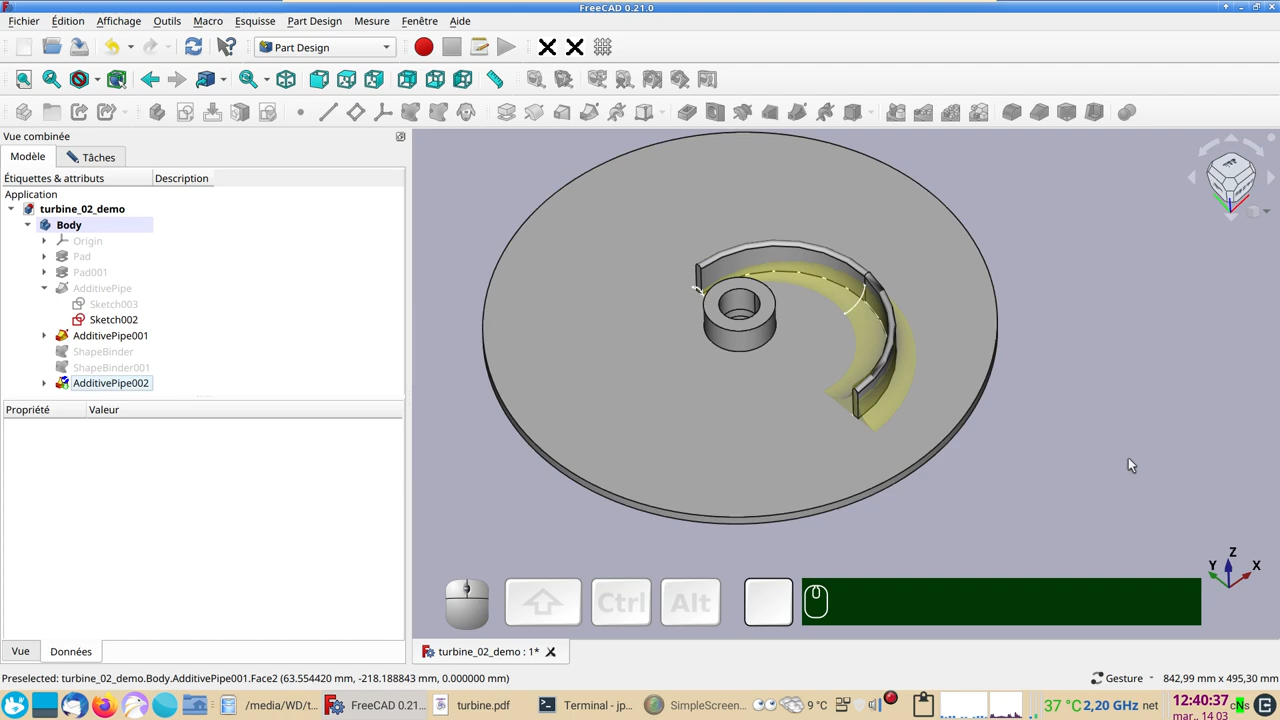 FreeCAD 0.21.0
Fichier Édition Affichage Outils Macro Esquisse Part Design Mesure Fenêtre Aide
Part Design
Vue combinée
Modèle Tâches
Étiquettes & attributs Description
Application
turbine_02_demo
Body
Origin
Pad
Pad001
AdditivePipe
Sketch003
Sketch002
AdditivePipe001
ShapeBinder
ShapeBinder001
AdditivePipe002
Propriété Valeur
Z
Y X
Ctrl Alt
Vue Données
turbine_02_demo : 1*
Preselected: turbine_02_demo.Body.AdditivePipe001.Face2 (63.554420 mm, -218.188843 mm, 0.000000 mm)
Gesture 842,99 mm x 495,30 mm
/media/WD/t... FreeCAD 0.21... turbine.pdf Terminal - jp... SimpleScreen... 9 °C 37 °C 2,20 GHz net 12:40:37
mar., 14 03